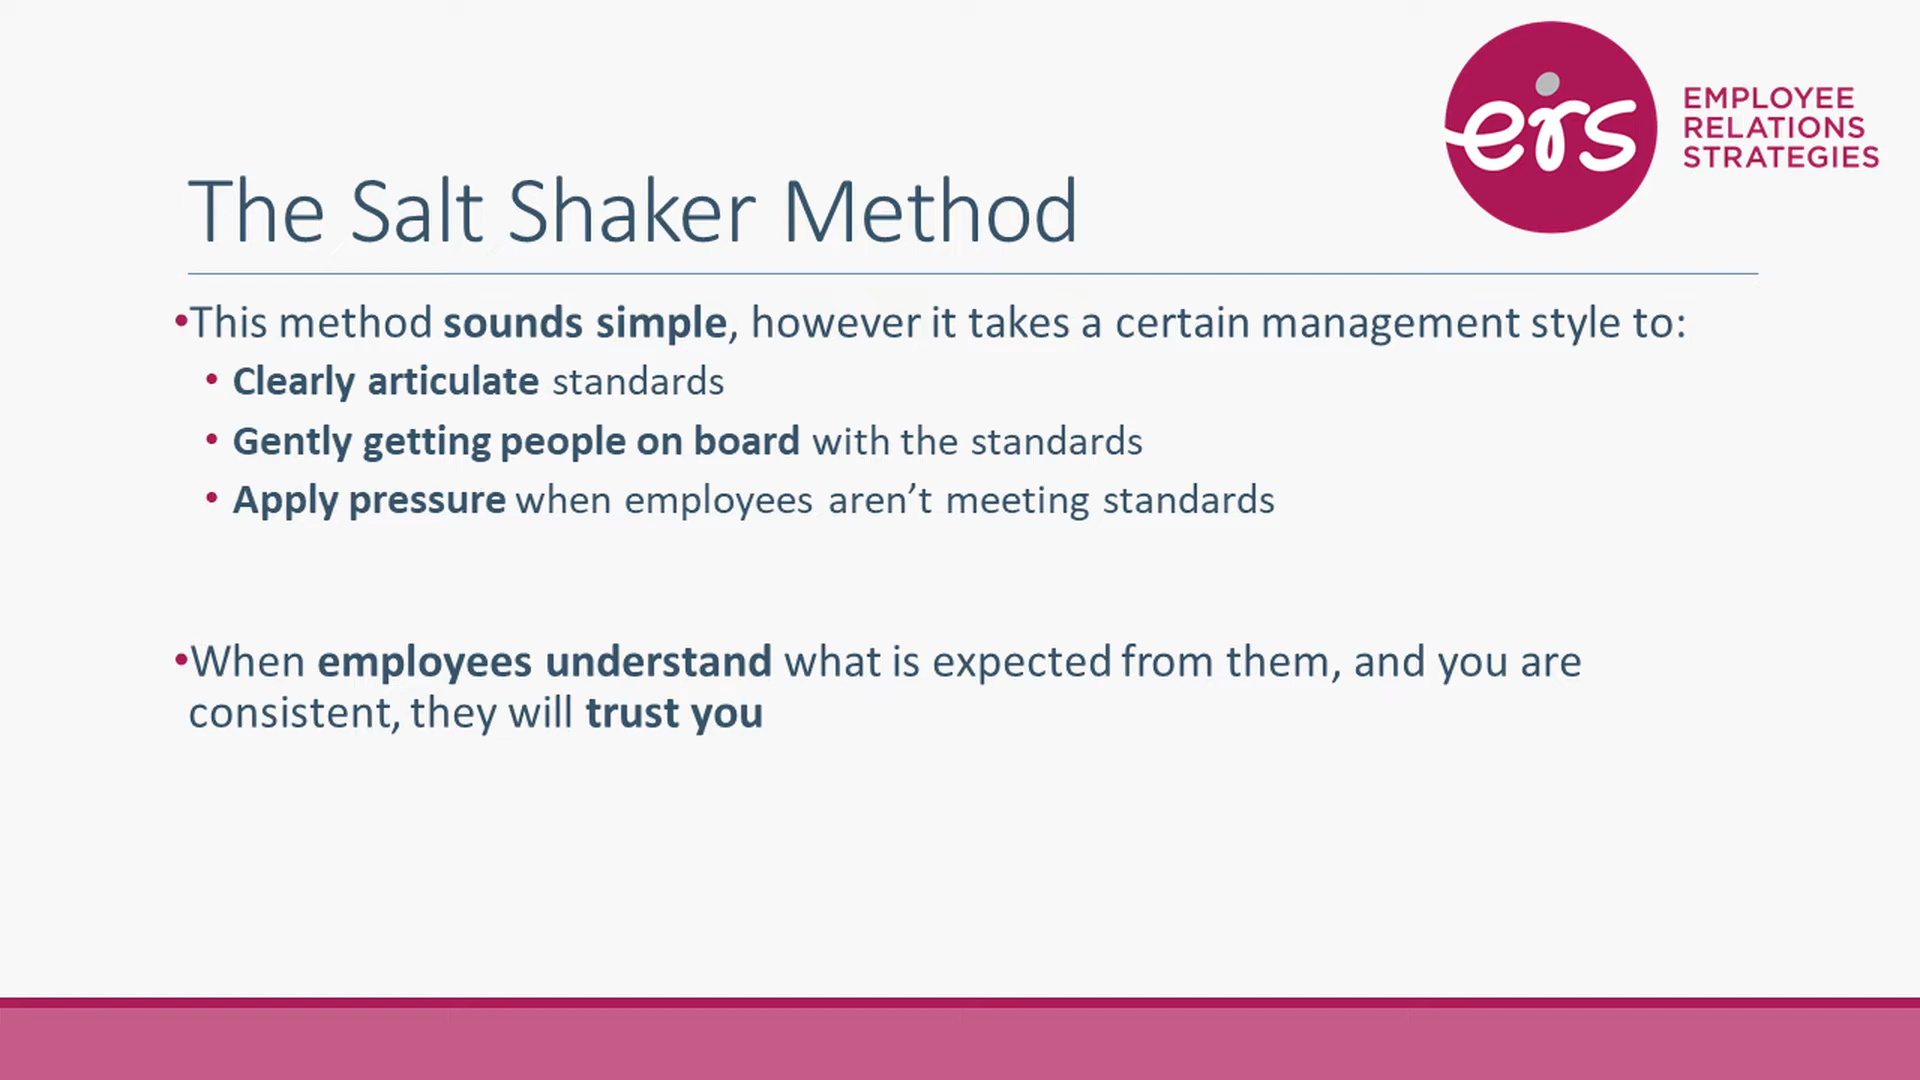 ers
EMPLOYEE
RELATIONS
STRATEGIES
The Salt Shaker Method
•This method sounds simple, however it takes a certain management style to:
• Clearly articulate standards
• Gently getting people on board with the standards
• Apply pressure when employees aren’t meeting standards
•When employees understand what is expected from them, and you are
consistent, they will trust you